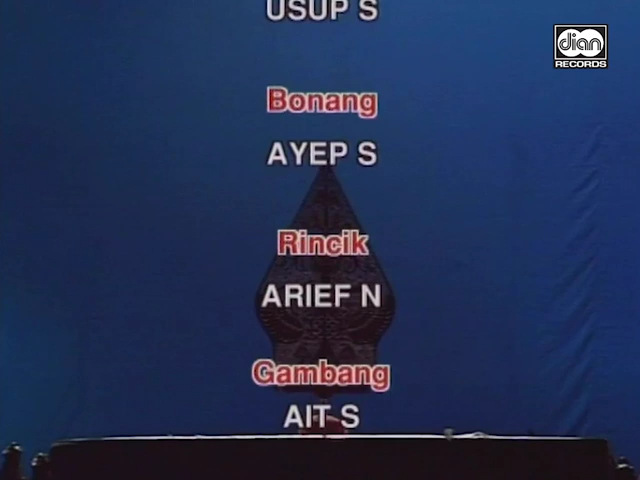 USUP S
dian
RECORDS
Bonang
AYEP S
Rincik
ARIEF N
Gambang
AIT S